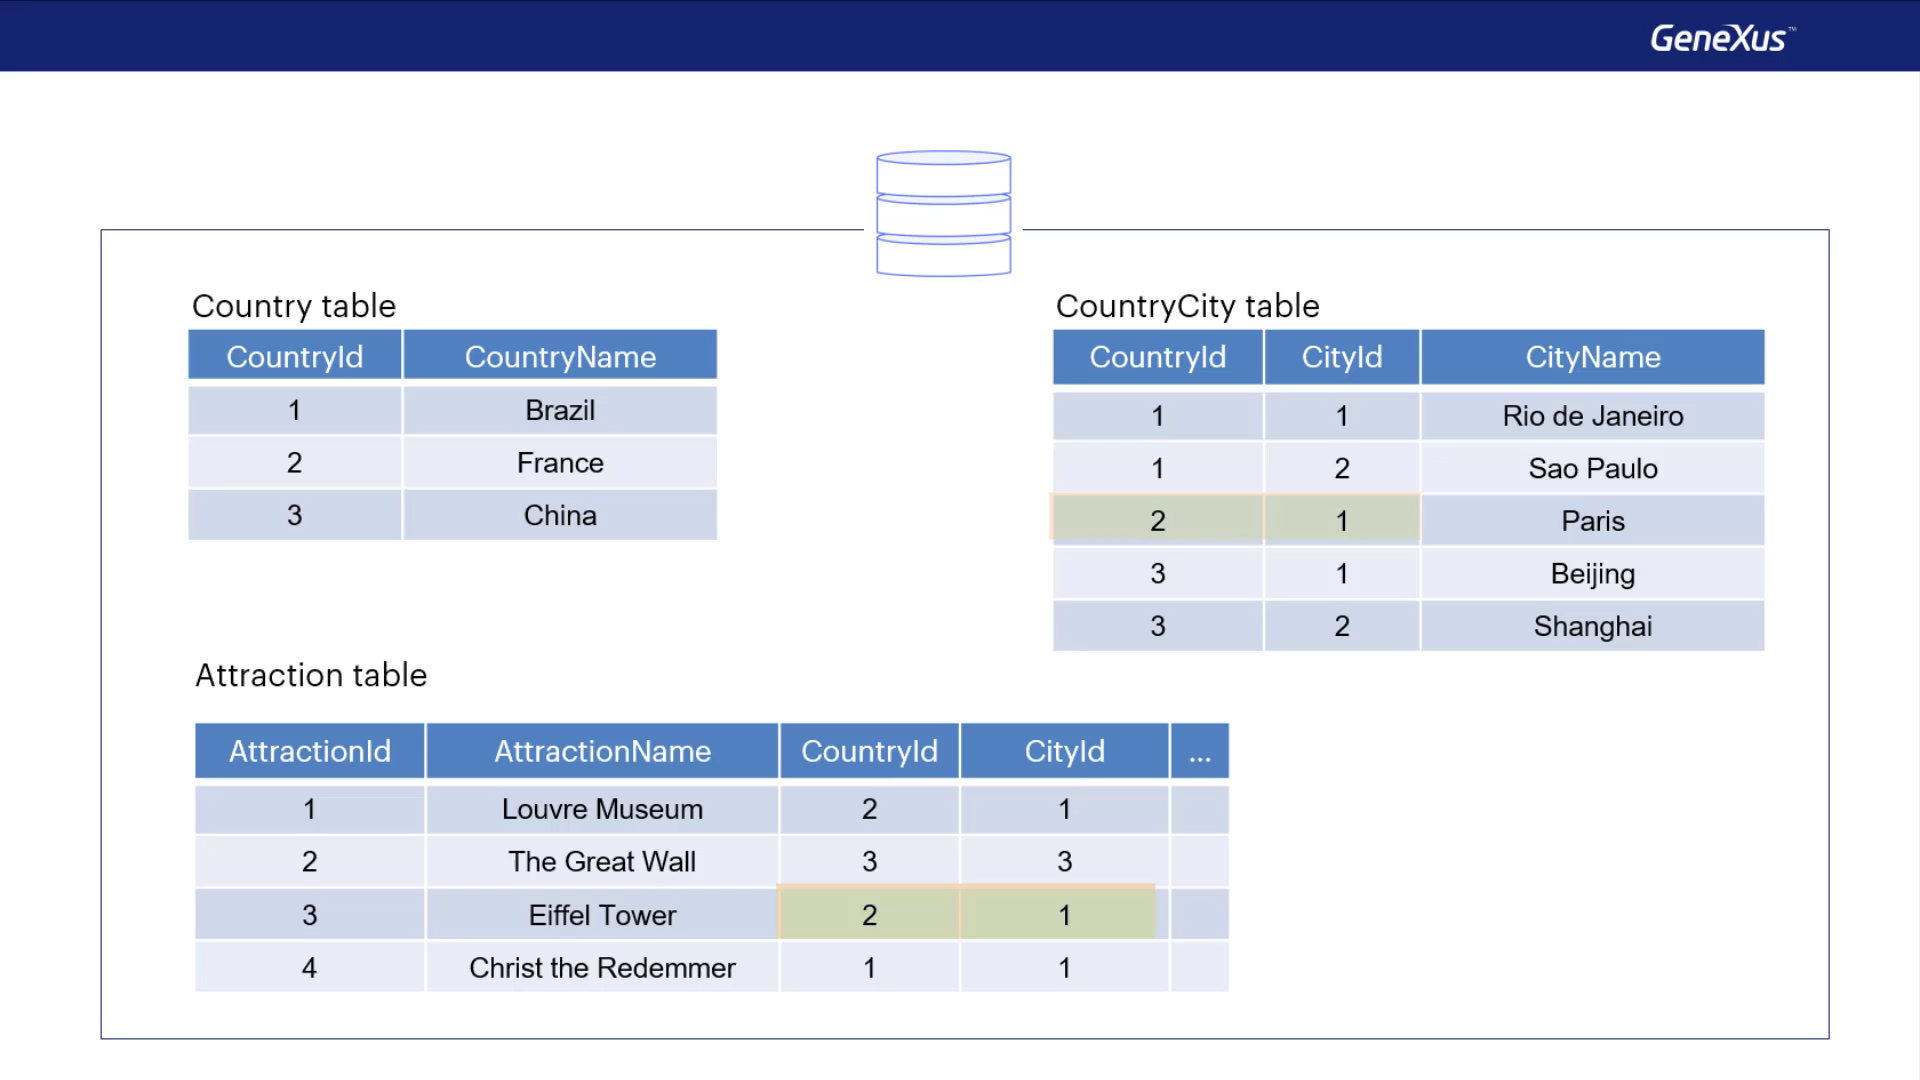 GeneXus™
Country table
CountryId CountryName
1 Brazil
2 France
3 China
CountryCity table
CountryId CityId CityName
1 1 Rio de Janeiro
1 2 Sao Paulo
2 1 Paris
3 1 Beijing
3 2 Shanghai
Attraction table
AttractionId AttractionName CountryId CityId ...
1 Louvre Museum 2 1
2 The Great Wall 3 3
3 Eiffel Tower 2 1
4 Christ the Redemmer 1 1